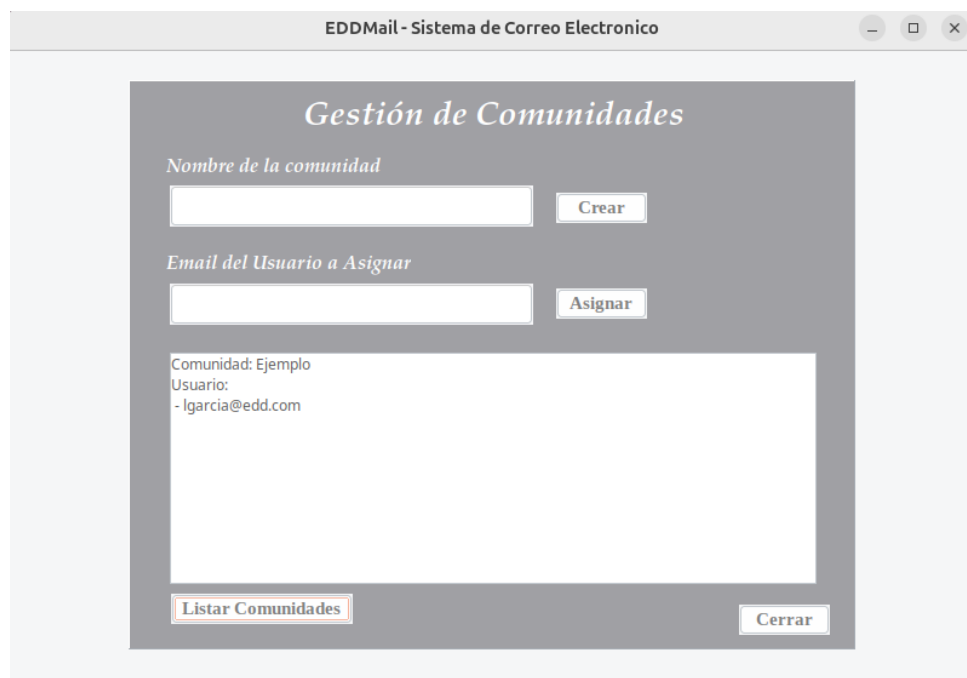 EDDMail - Sistema de Correo Electronico
Gestión de Comunidades
Nombre de la comunidad
Crear
Email del Usuario a Asignar
Asignar
Comunidad: Ejemplo
Usuario:
- lgarcia@edd.com
Listar Comunidades
Cerrar